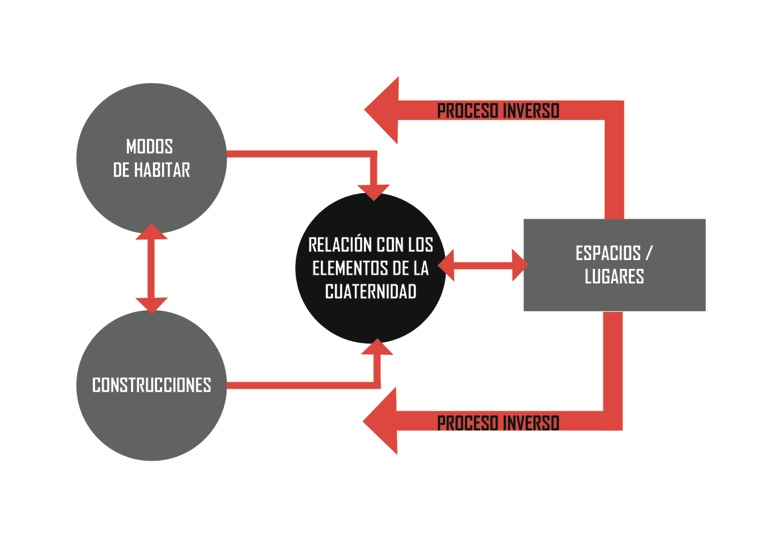 PROCESO INVERSO
MODOS
DE HABITAR
RELACIÓN CON LOS
ELEMENTOS DE LA
CUATERNIDAD
ESPACIOS /
LUGARES
CONSTRUCCIONES
PROCESO INVERSO